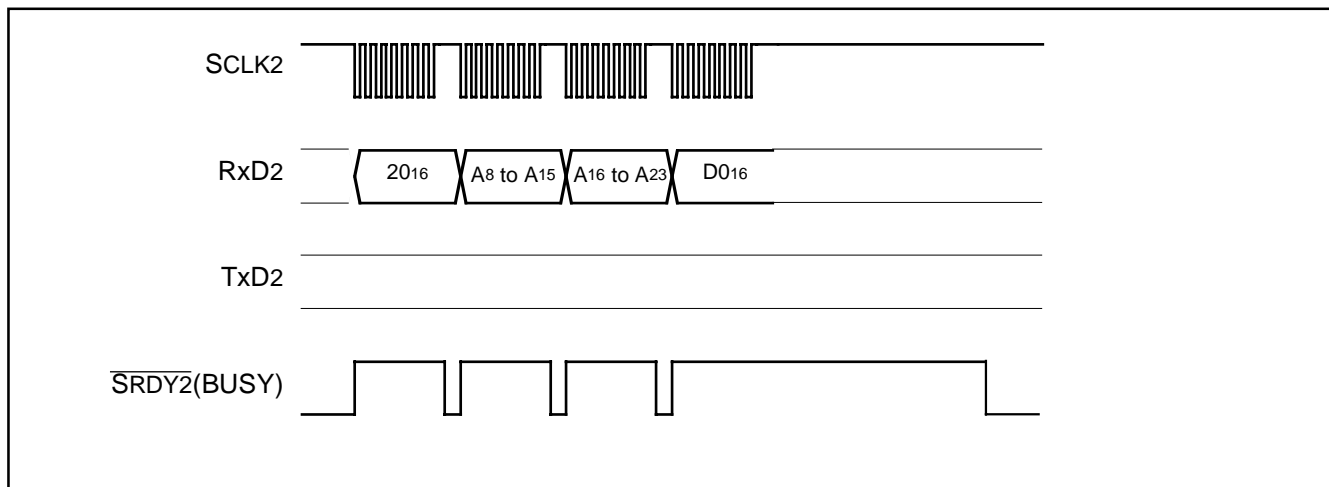 SCLK2
RxD2
2016
A8 to A15
A16 to A23
D016
TxD2
SRDY2(BUSY)